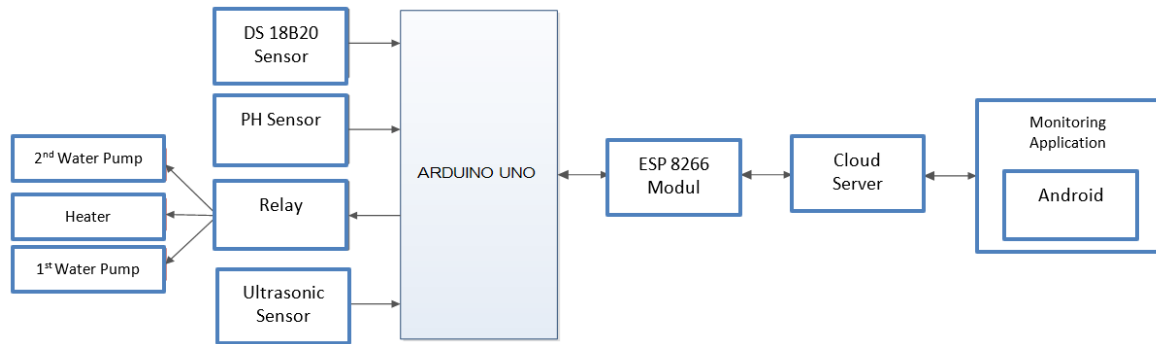 DS 18B20
Sensor
PH Sensor
2nd Water Pump
Heater
1st Water Pump
Relay
Ultrasonic
Sensor
ARDUINO UNO
ESP 8266
Modul
Cloud
Server
Monitoring
Application
Android